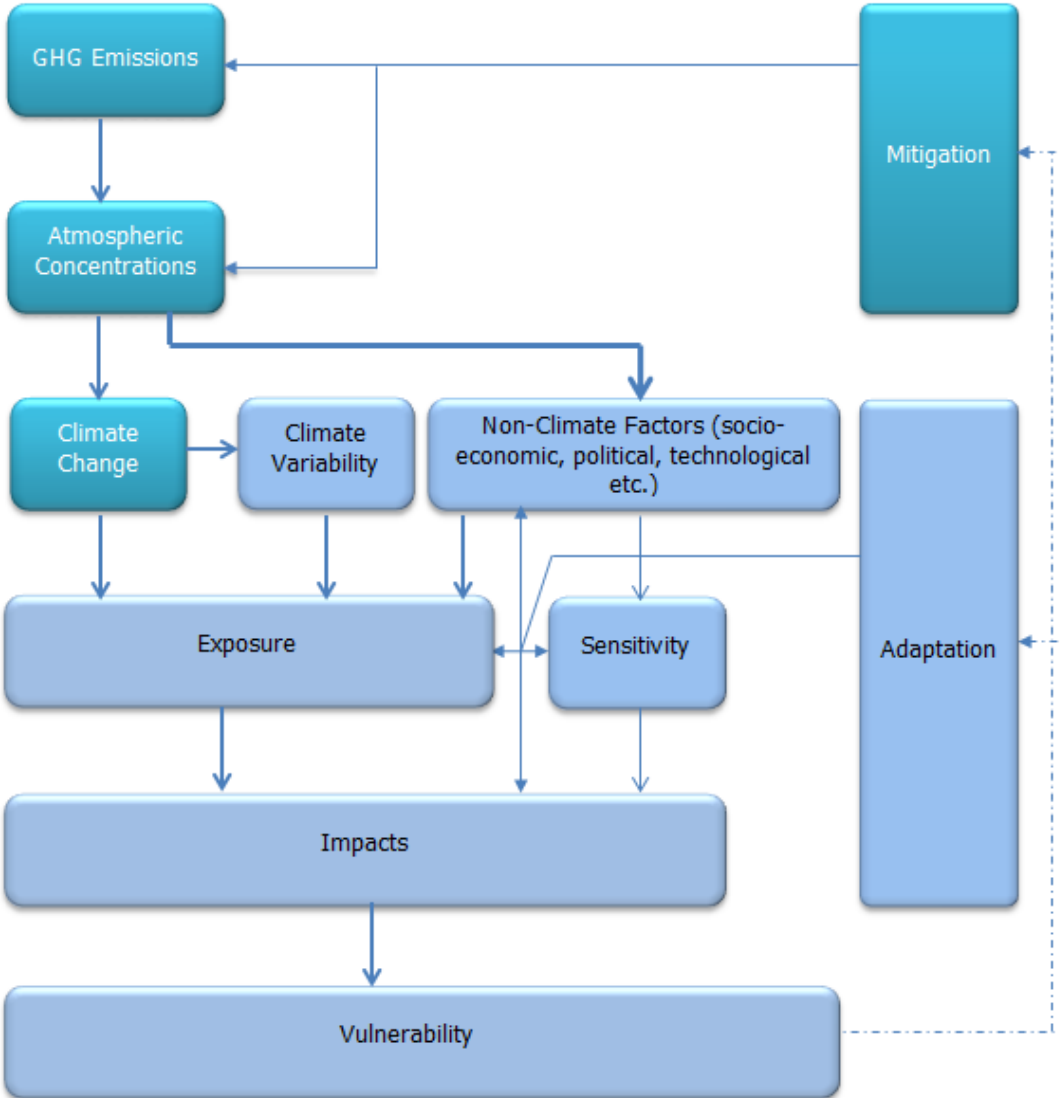 GHG Emissions
Mitigation
Atmospheric
Concentrations
Climate
Change
Climate
Variability
Non-Climate Factors (socio-
economic, political, technological
etc.)
Exposure
Sensitivity
Adaptation
Impacts
Vulnerability